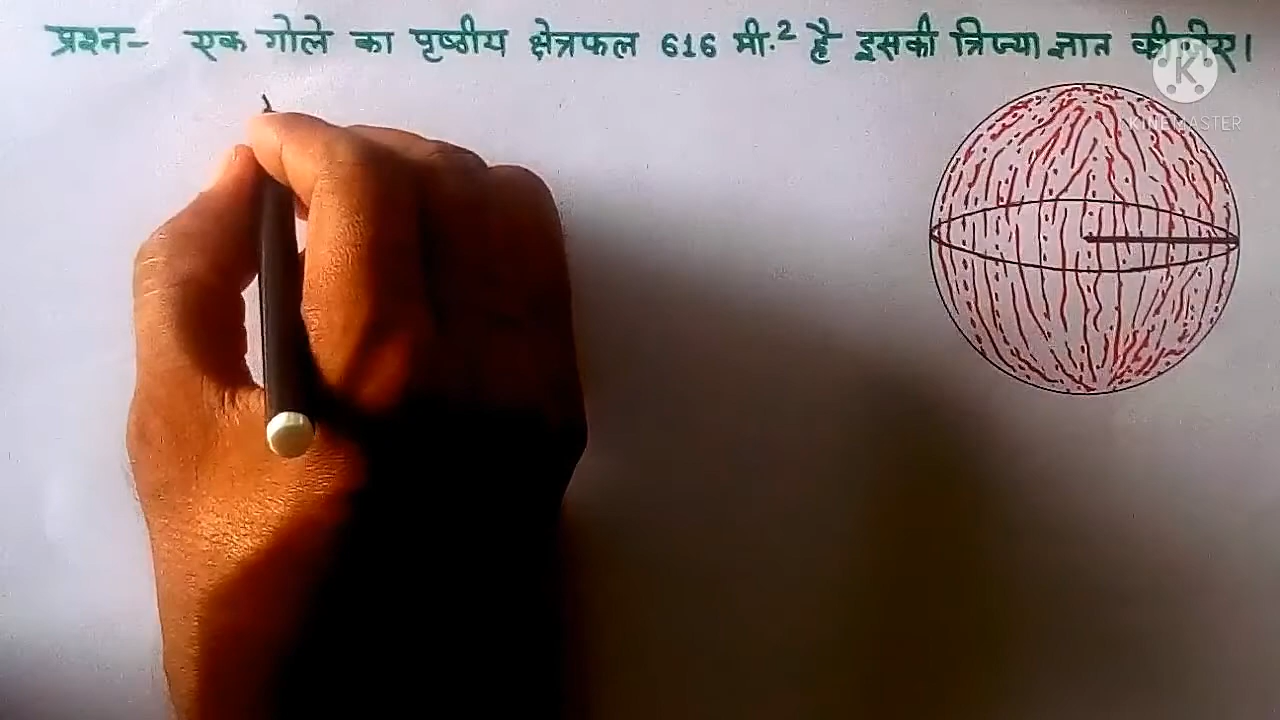 प्रश्न- एक गोले का पृष्ठीय क्षेत्रफल 616 मी.² है इसकी त्रिज्या ज्ञात कीजिए।
KINEMASTER